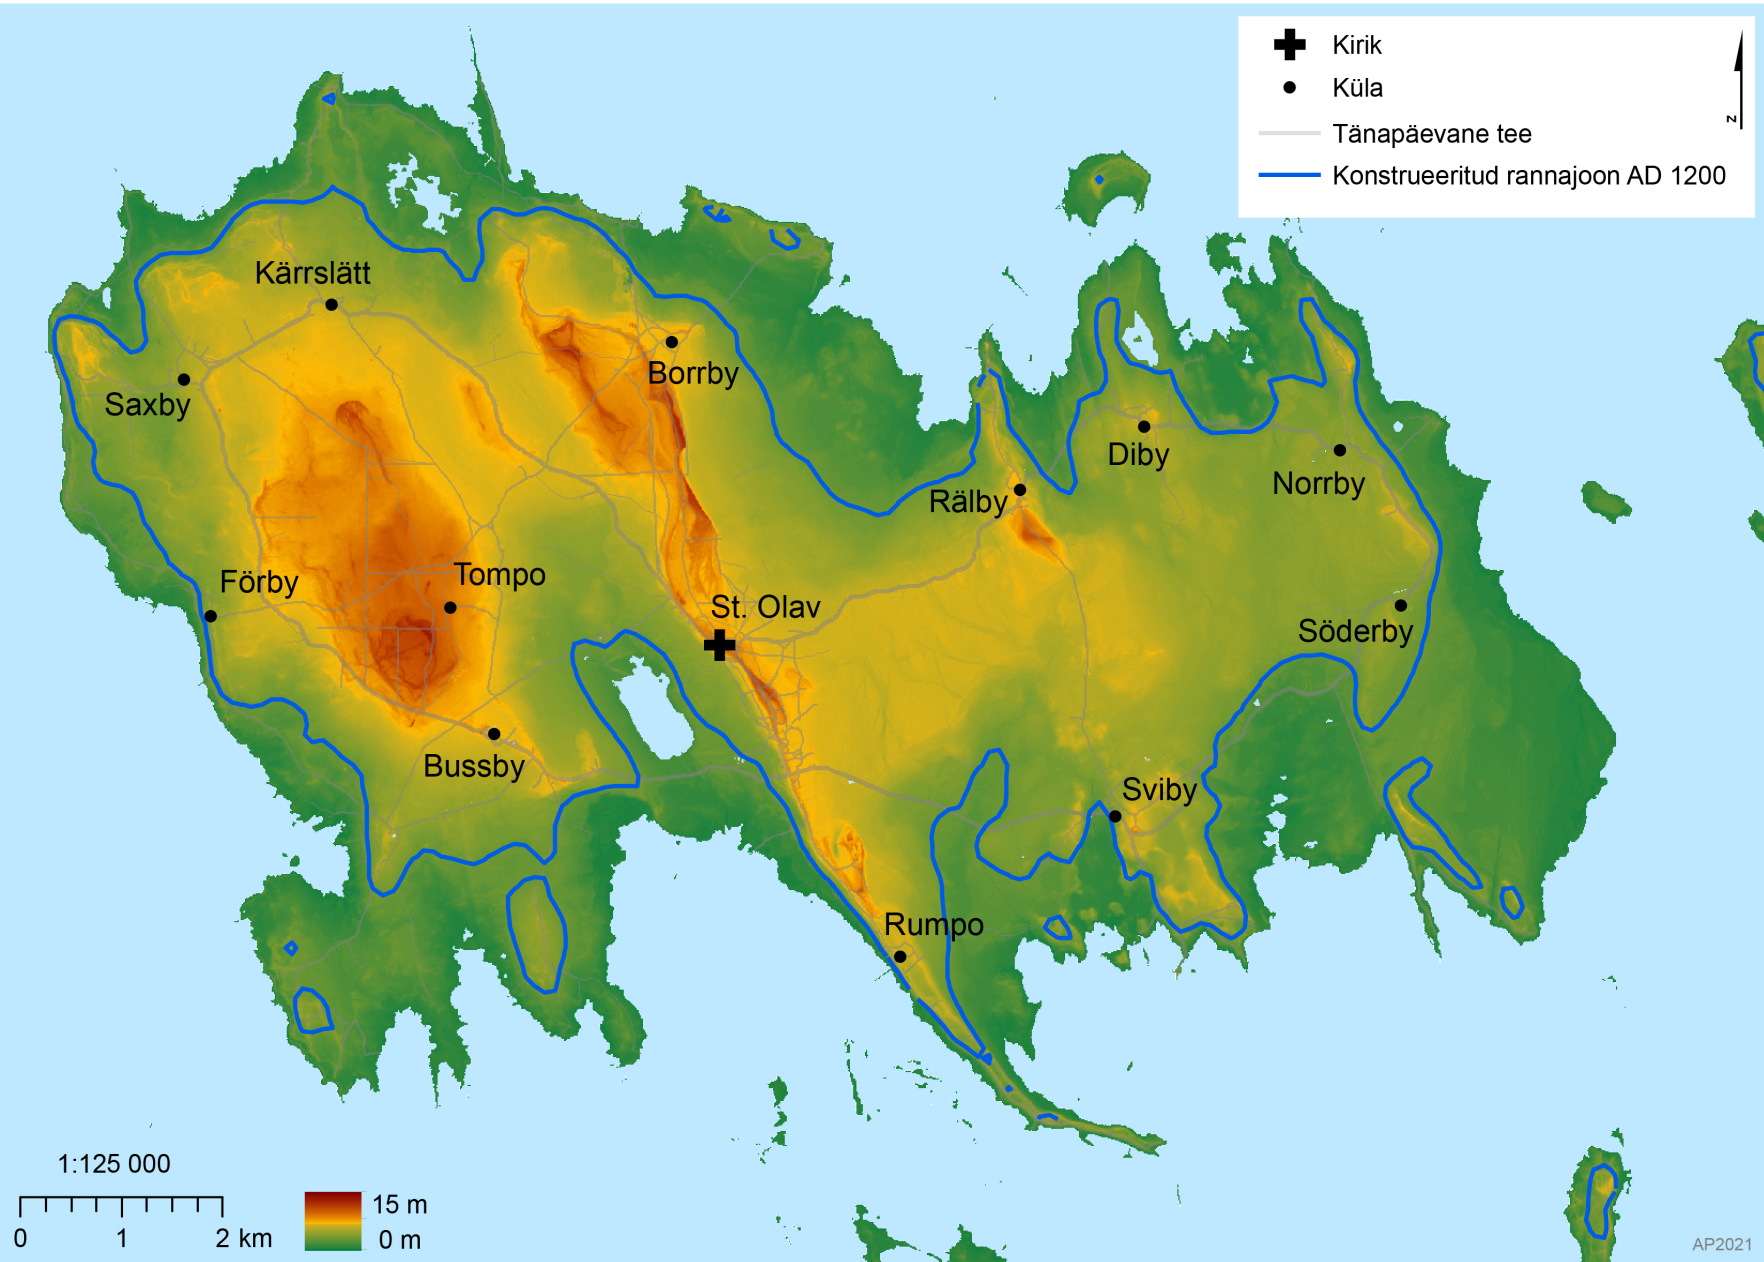 Kirik
Küla
Tänapäevane tee
Konstrueeritud rannajoon AD 1200
z
Kärrslätt
Borrby
Saxby
Diby
Norrby
Rälby
Förby
Tompo
St. Olav
Söderby
Bussby
Sviby
Rumpo
1:125 000
0 1 2 km
15 m
0 m
AP2021